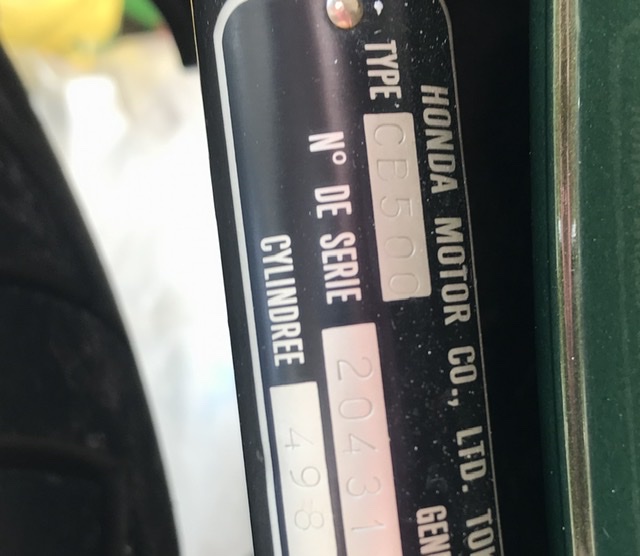 HONDA MOTOR CO., LTD.
TYPE CB500
N° DE SERIE 20431
CYLINDREE 498